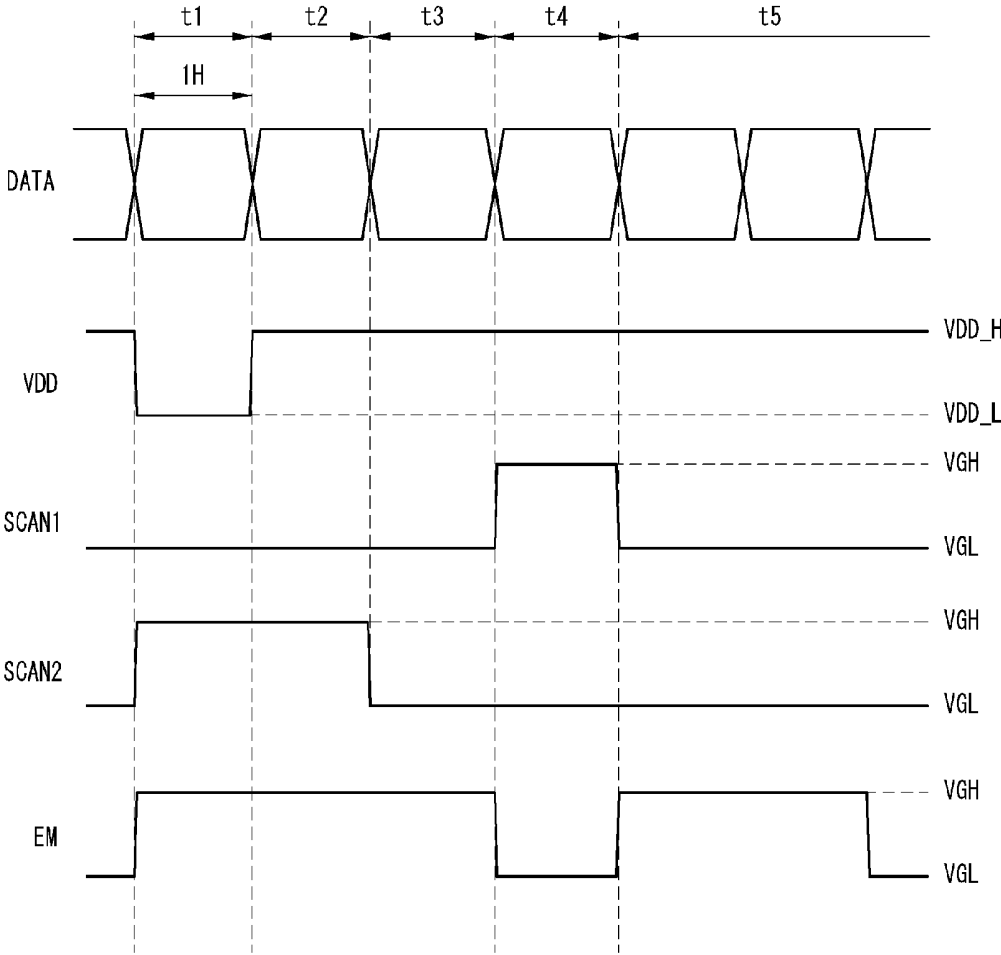 t1 t2 t3 t4 t5
1H
DATA
VDD_H
VDD
VDD_L
VGH
SCAN1
VGL
VGH
SCAN2
VGL
VGH
EM
VGL